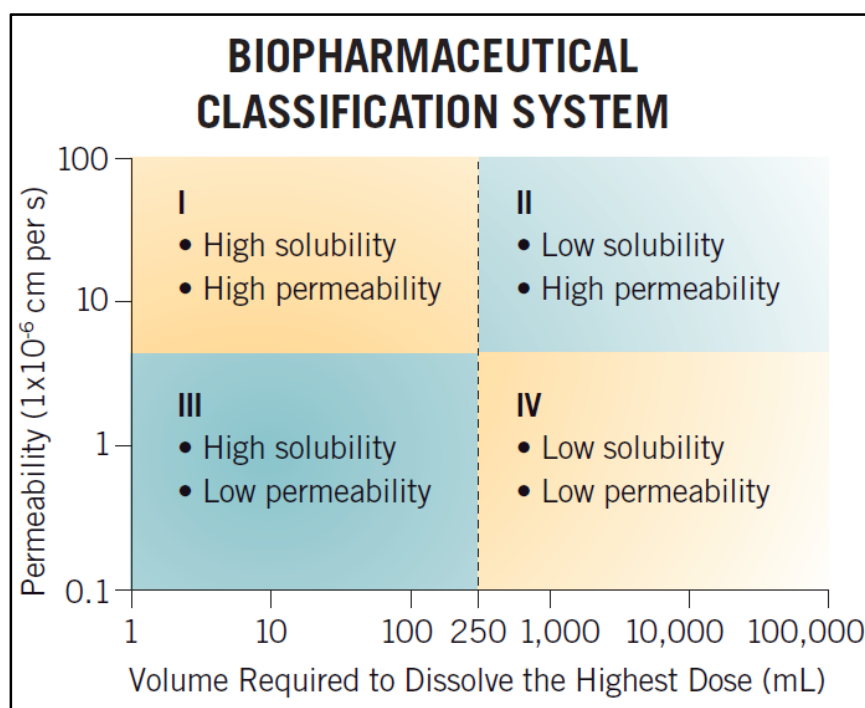 BIOPHARMACEUTICAL
CLASSIFICATION SYSTEM
Permeability (1x10⁻⁶ cm per s)
100
10
1
0.1
I
• High solubility
• High permeability
II
• Low solubility
• High permeability
III
• High solubility
• Low permeability
IV
• Low solubility
• Low permeability
1 10 100 250 1,000 10,000 100,000
Volume Required to Dissolve the Highest Dose (mL)